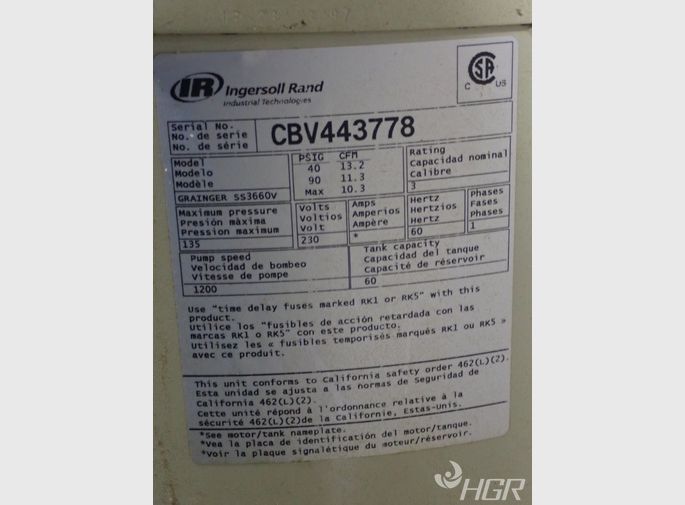 IR Ingersoll Rand
Industrial Technologies
CSA
C US
Serial No.
No. de serie
No. de série
CBV443778
Model
Modelo
Modèle
GRAINGER SS3660V
PSIG CFM
40 13.2
90 11.3
Max 10.3
Rating
Capacidad nominal
Calibre
3
Maximum pressure
Presión màxima
Pression maximum
135
Volts
Voltios
Volt
230
Amps
Amperios
Ampère
*
Hertz
Hertzios
Hertz
60
Phases
Fases
Phases
1
Pump speed
Velocidad de bombeo
Vitesse de pompe
1200
Tank capacity
Capacidad del tanque
Capacité de réservoir
60
Use "time delay fuses marked RK1 or RK5" with this
product.
Utilice los "fusibles de acción retardada con las
marcas RK1 o RK5" con este producto.
Utilisez les « fusibles temporisés marqués RK1 ou RK5 »
avec ce produit.
This unit conforms to California safety order 462(L)(2).
Esta unidad se ajusta a las normas de Seguridad de
California 462(L)(2).
Cette unité répond à l'ordonnance relative à la
sécurité 462(L)(2)de la Californie, Estas-Unis.
*See motor/tank nameplate.
*Vea la placa de identificación del motor/tanque.
*Voir la plaque signalétique du moteur/réservoir.
HGR